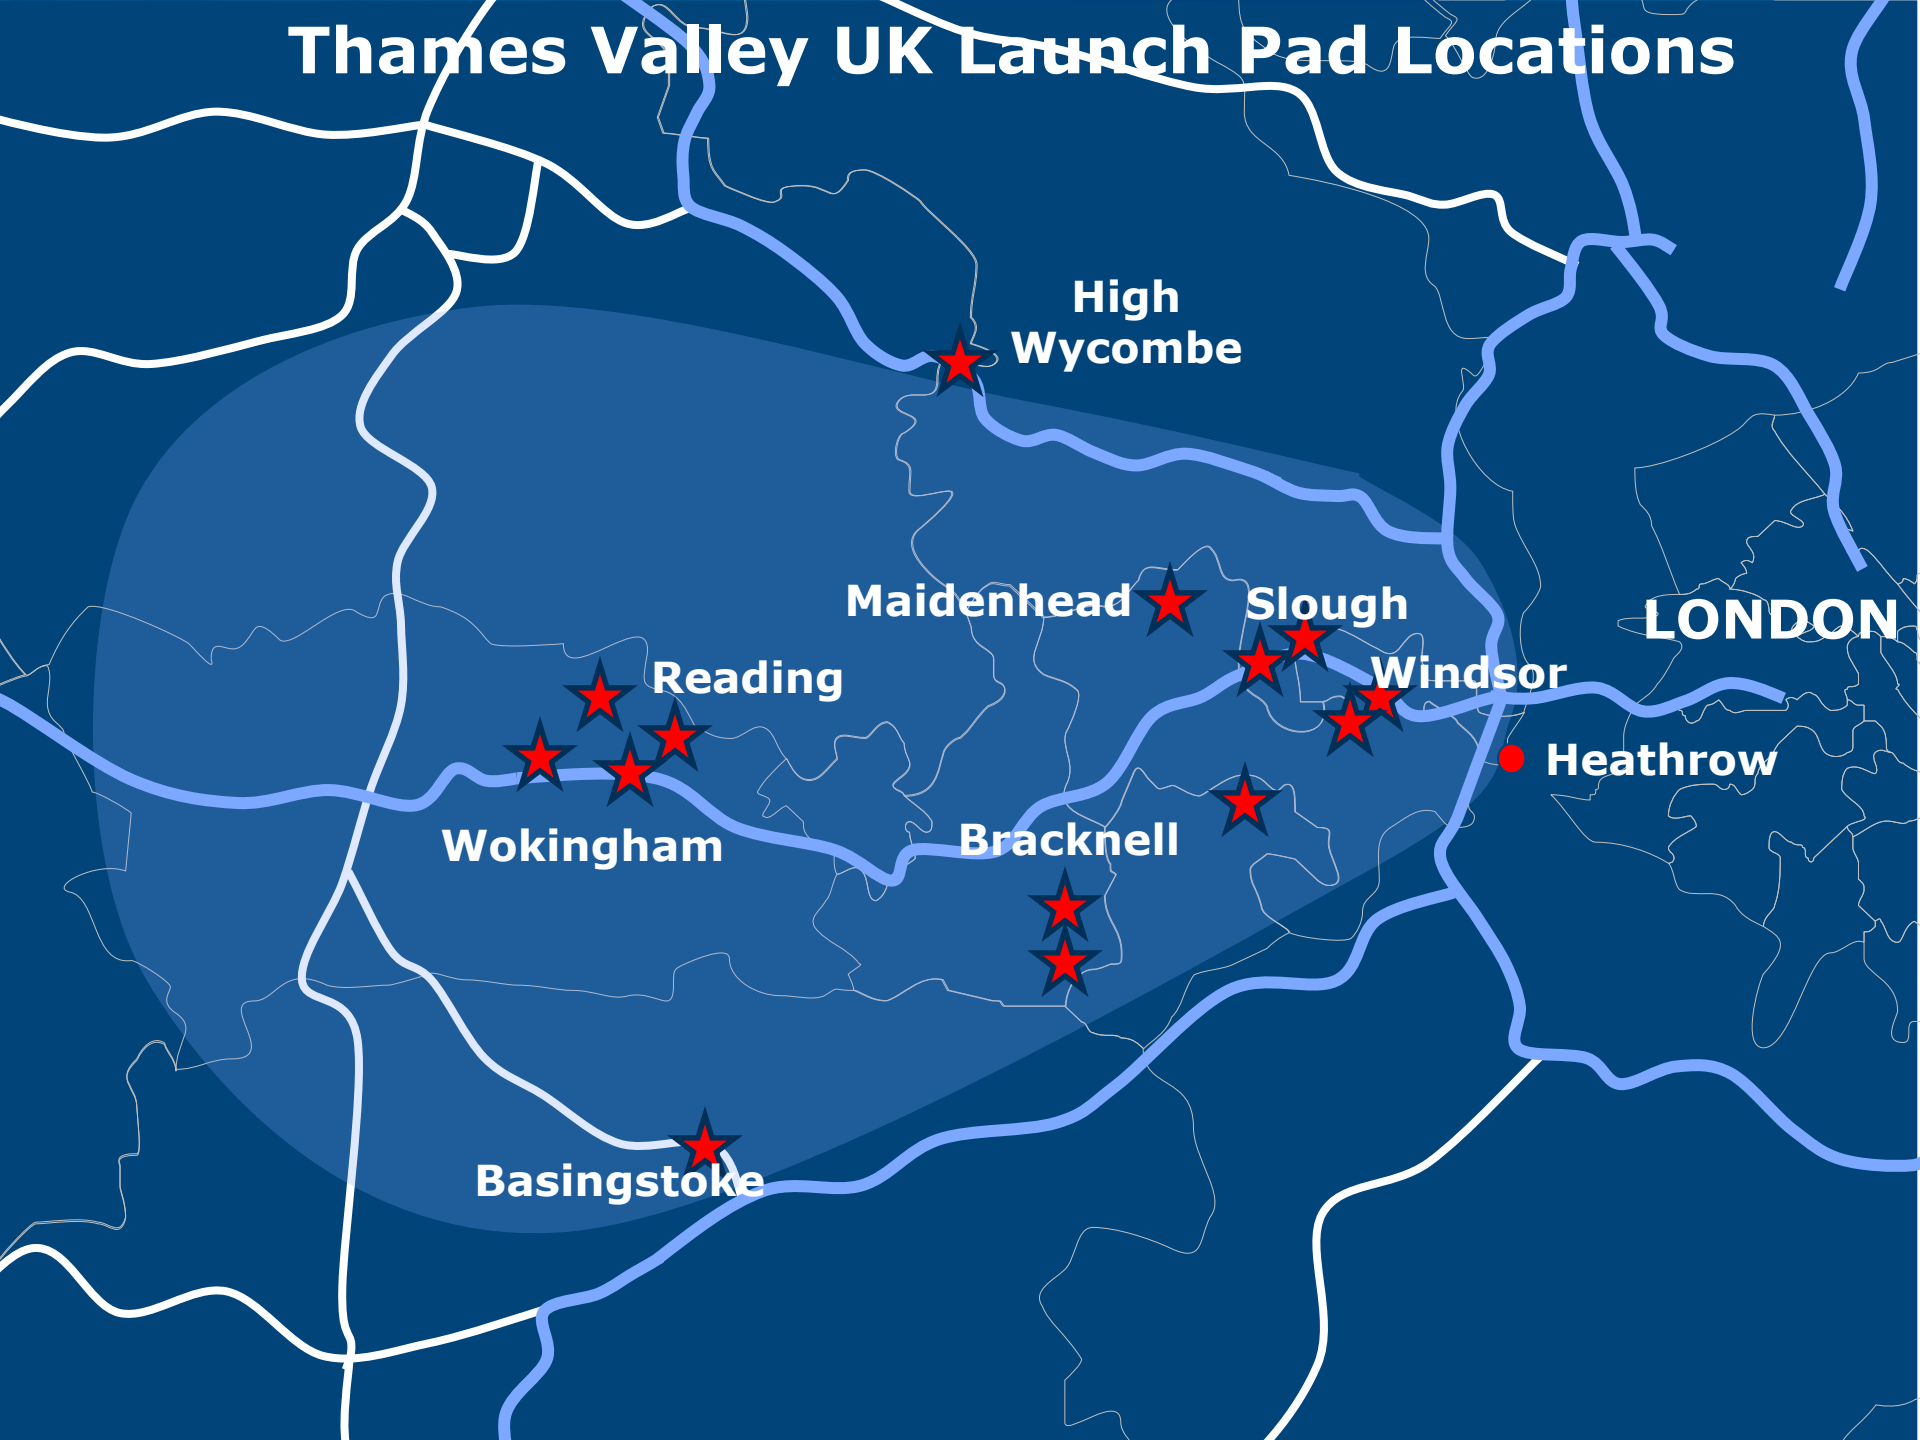 Thames Valley UK Launch Pad Locations
High
Wycombe
Maidenhead
Slough
LONDON
Reading
Windsor
Heathrow
Wokingham
Bracknell
Basingstoke